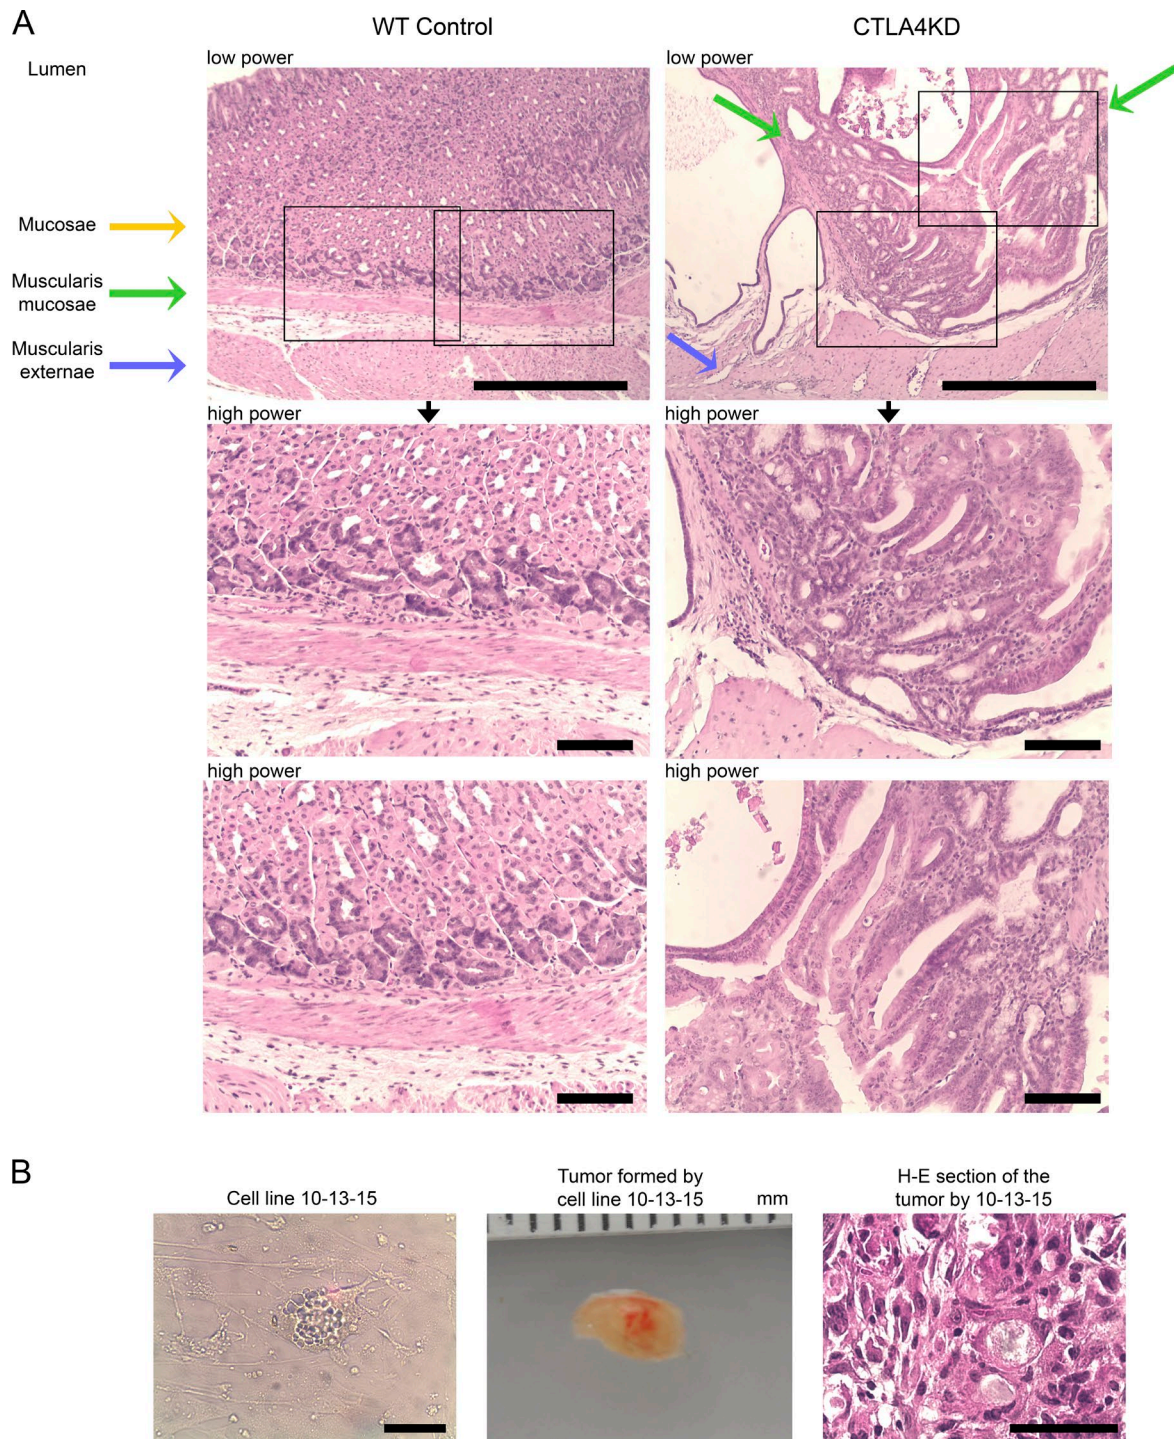 A
WT Control
CTLA4KD
low power
low power
Lumen
Mucosae
Muscularis
mucosae
Muscularis
externae
high power
high power
high power
high power
B
Cell line 10-13-15
Tumor formed by
cell line 10-13-15
mm
H-E section of the
tumor by 10-13-15